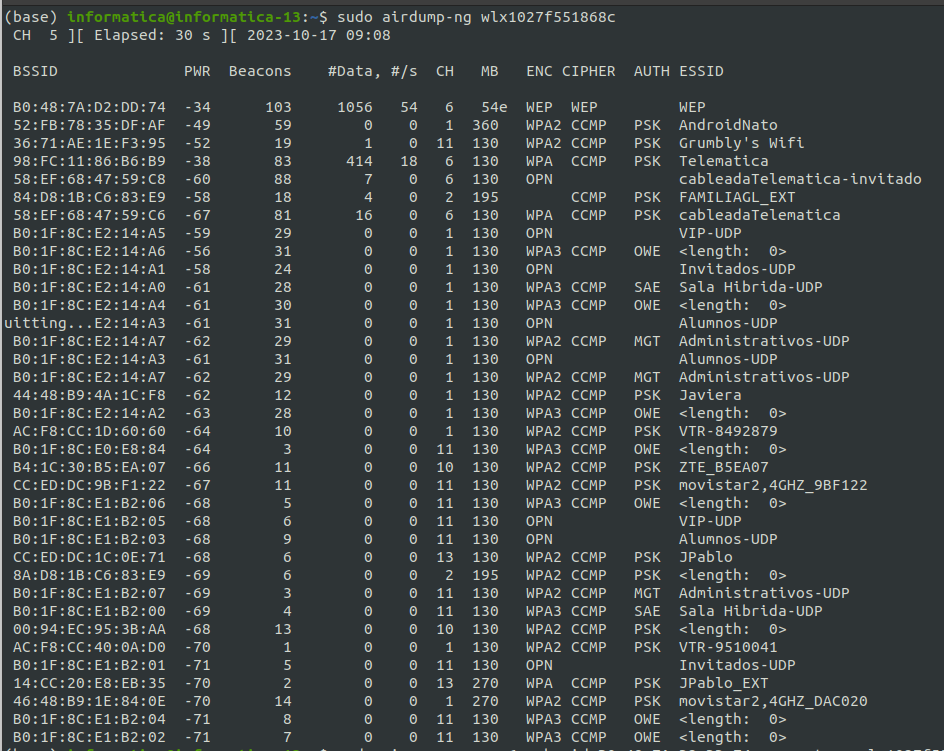 (base) informatica@informatica-13:~$ sudo airdump-ng wlx1027f551868c
CH  5 ][ Elapsed: 30 s ][ 2023-10-17 09:08
BSSID              PWR  Beacons    #Data, #/s  CH   MB   ENC CIPHER  AUTH ESSID
B0:48:7A:D2:DD:74  -34      103     1056   54   6   54e  WEP  WEP         WEP
52:FB:78:35:DF:AF  -49       59        0    0   1  360   WPA2 CCMP   PSK  AndroidNato
36:71:AE:1E:F3:95  -52       19        1    0  11  130   WPA2 CCMP   PSK  Grumbly's Wifi
98:FC:11:86:B6:B9  -38       83      414   18   6  130   WPA  CCMP   PSK  Telematica
58:EF:68:47:59:C8  -60       88        7    0   6  130   OPN              cableadaTelematica-invitado
84:D8:1B:C6:83:E9  -58       18        4    0   2  195        CCMP   PSK  FAMILIAGL_EXT
58:EF:68:47:59:C6  -67       81       16    0   6  130   WPA  CCMP   PSK  cableadaTelematica
B0:1F:8C:E2:14:A5  -59       29        0    0   1  130   OPN              VIP-UDP
B0:1F:8C:E2:14:A6  -56       31        0    0   1  130   WPA3 CCMP   OWE  <length:  0>
B0:1F:8C:E2:14:A1  -58       24        0    0   1  130   OPN              Invitados-UDP
B0:1F:8C:E2:14:A0  -61       28        0    0   1  130   WPA3 CCMP   SAE  Sala Hibrida-UDP
B0:1F:8C:E2:14:A4  -61       30        0    0   1  130   WPA3 CCMP   OWE  <length:  0>
uitting...E2:14:A3  -61       31        0    0   1  130   OPN              Alumnos-UDP
B0:1F:8C:E2:14:A7  -62       29        0    0   1  130   WPA2 CCMP   MGT  Administrativos-UDP
B0:1F:8C:E2:14:A3  -61       31        0    0   1  130   OPN              Alumnos-UDP
B0:1F:8C:E2:14:A7  -62       29        0    0   1  130   WPA2 CCMP   MGT  Administrativos-UDP
44:48:B9:4A:1C:F8  -62       12        0    0   1  130   WPA2 CCMP   PSK  Javiera
B0:1F:8C:E2:14:A2  -63       28        0    0   1  130   WPA3 CCMP   OWE  <length:  0>
AC:F8:CC:1D:60:60  -64       10        0    0   1  130   WPA2 CCMP   PSK  VTR-8492879
B0:1F:8C:E0:E8:84  -64        3        0    0  11  130   WPA3 CCMP   OWE  <length:  0>
B4:1C:30:B5:EA:07  -66       11        0    0  10  130   WPA2 CCMP   PSK  ZTE_B5EA07
CC:ED:DC:9B:F1:22  -67       11        0    0  11  130   WPA2 CCMP   PSK  movistar2,4GHZ_9BF122
B0:1F:8C:E1:B2:06  -68        5        0    0  11  130   WPA3 CCMP   OWE  <length:  0>
B0:1F:8C:E1:B2:05  -68        6        0    0  11  130   OPN              VIP-UDP
B0:1F:8C:E1:B2:03  -68        9        0    0  11  130   OPN              Alumnos-UDP
CC:ED:DC:1C:0E:71  -68        6        0    0  13  130   WPA2 CCMP   PSK  JPablo
8A:D8:1B:C6:83:E9  -69        6        0    0   2  195   WPA2 CCMP   PSK  <length:  0>
B0:1F:8C:E1:B2:07  -69        3        0    0  11  130   WPA2 CCMP   MGT  Administrativos-UDP
B0:1F:8C:E1:B2:00  -69        4        0    0  11  130   WPA3 CCMP   SAE  Sala Hibrida-UDP
00:94:EC:95:3B:AA  -68       13        0    0  10  130   WPA2 CCMP   PSK  <length:  0>
AC:F8:CC:40:0A:D0  -70        1        0    0   1  130   WPA2 CCMP   PSK  VTR-9510041
B0:1F:8C:E1:B2:01  -71        5        0    0  11  130   OPN              Invitados-UDP
14:CC:20:E8:EB:35  -70        2        0    0  13  270   WPA  CCMP   PSK  JPablo_EXT
46:48:B9:1E:84:0E  -70       14        0    0   1  270   WPA2 CCMP   PSK  movistar2,4GHZ_DAC020
B0:1F:8C:E1:B2:04  -71        8        0    0  11  130   WPA3 CCMP   OWE  <length:  0>
B0:1F:8C:E1:B2:02  -71        7        0    0  11  130   WPA3 CCMP   OWE  <length:  0>